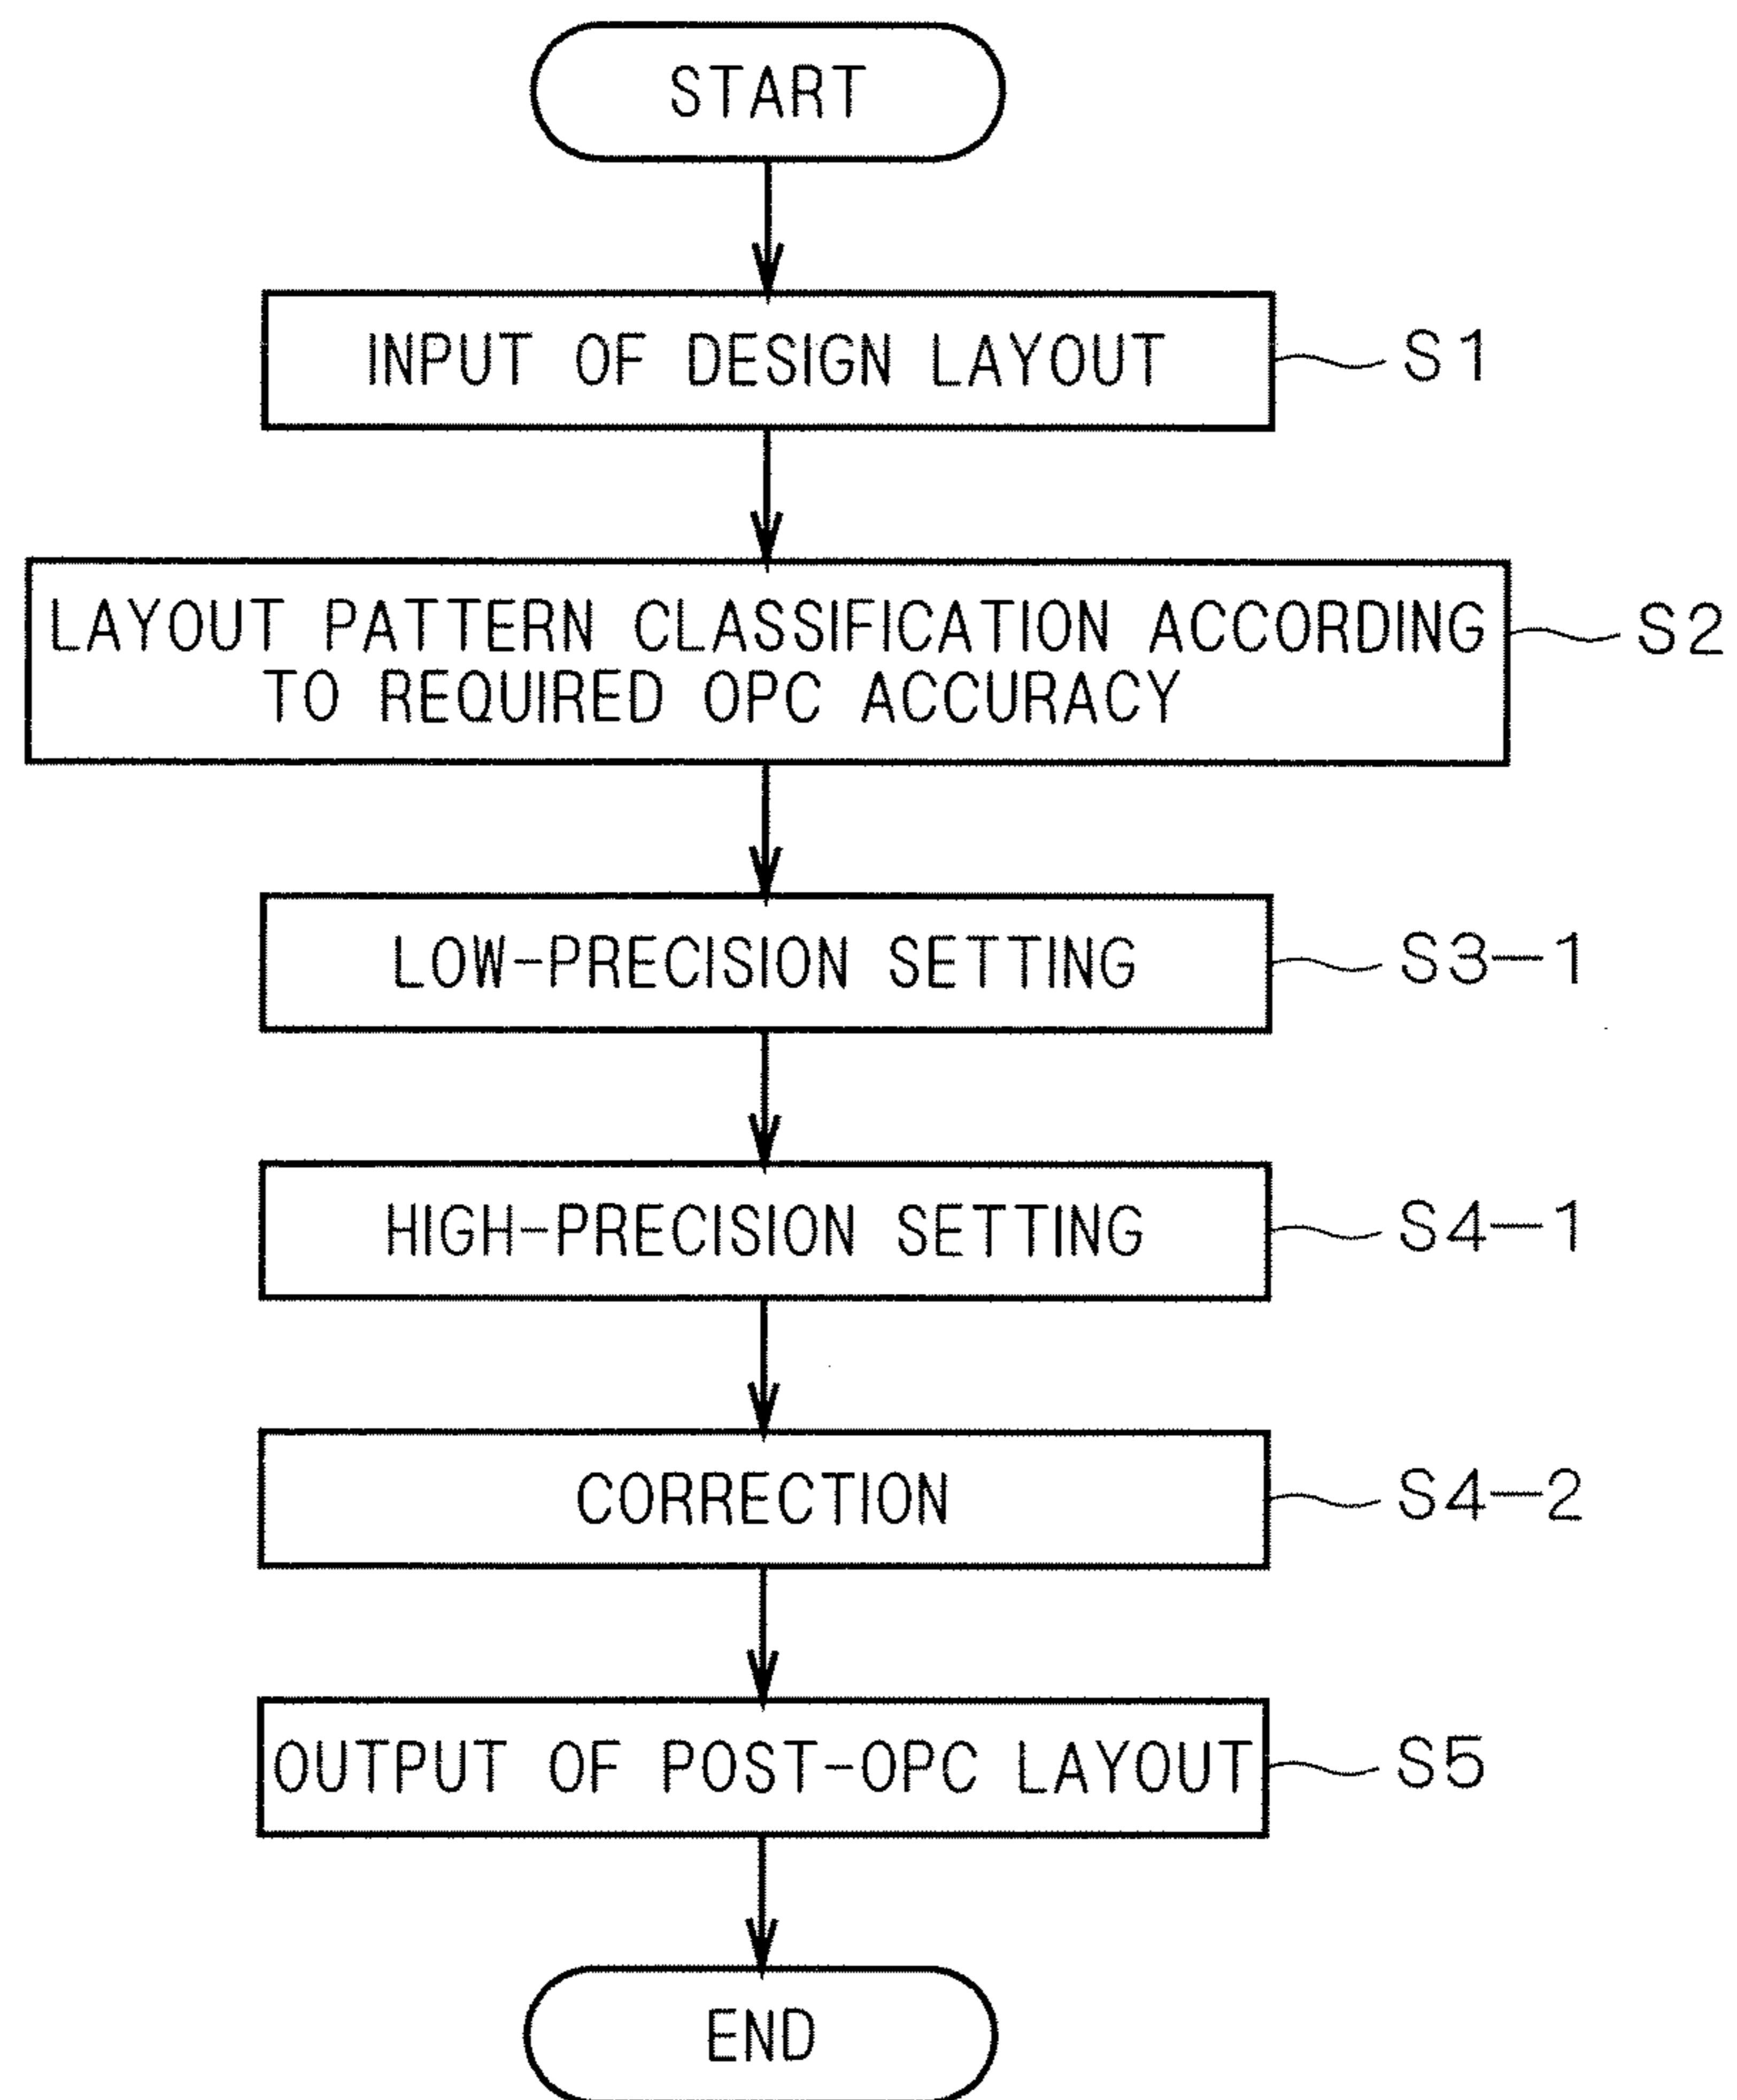 START
INPUT OF DESIGN LAYOUT
S1
LAYOUT PATTERN CLASSIFICATION ACCORDING
TO REQUIRED OPC ACCURACY
S2
LOW-PRECISION SETTING
S3-1
HIGH-PRECISION SETTING
S4-1
CORRECTION
S4-2
OUTPUT OF POST-OPC LAYOUT
S5
END